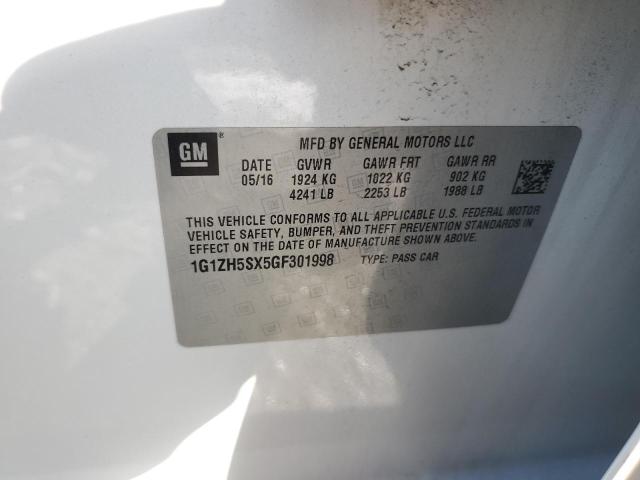 GM ® MFD BY GENERAL MOTORS LLC
DATE GVWR GAWR FRT GAWR RR
05/16 1924 KG 1022 KG 902 KG
4241 LB 2253 LB 1988 LB
THIS VEHICLE CONFORMS TO ALL APPLICABLE U.S. FEDERAL MOTOR
VEHICLE SAFETY, BUMPER, AND THEFT PREVENTION STANDARDS IN
EFFECT ON THE DATE OF MANUFACTURE SHOWN ABOVE.
1G1ZH5SX5GF301998 TYPE: PASS CAR